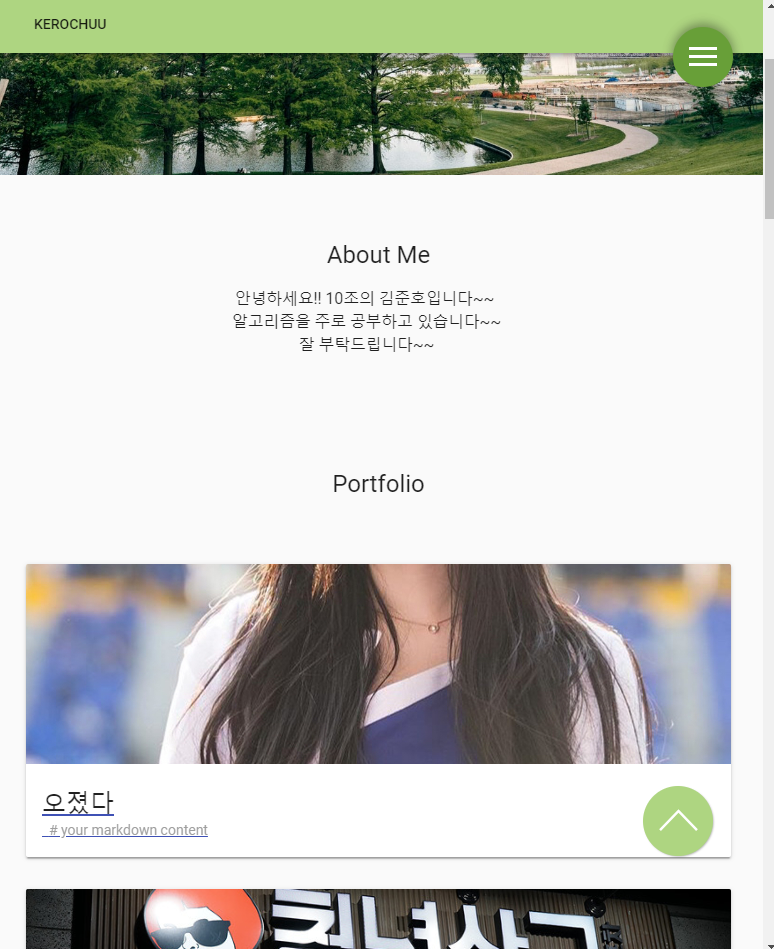 KEROCHUU
About Me
안녕하세요!! 10조의 김준호입니다~~
알고리즘을 주로 공부하고 있습니다~~
잘 부탁드립니다~~
Portfolio
오졌다
# your markdown content